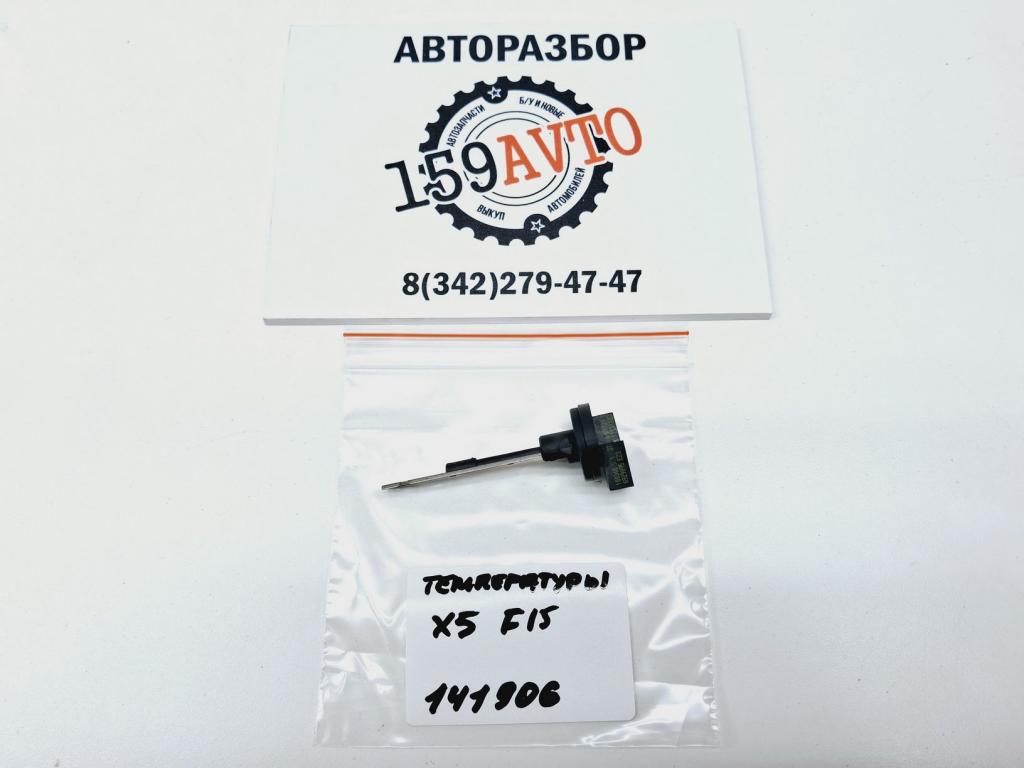 АВТОРАЗБОР
АВТОЗАПЧАСТИ
Б/У И НОВЫЕ
159AVTO
ВЫКУП
АВТОМОБИЛЕЙ
8(342)279-47-47
ТЕМПЕРАТУРЫ
X5 F15
141906